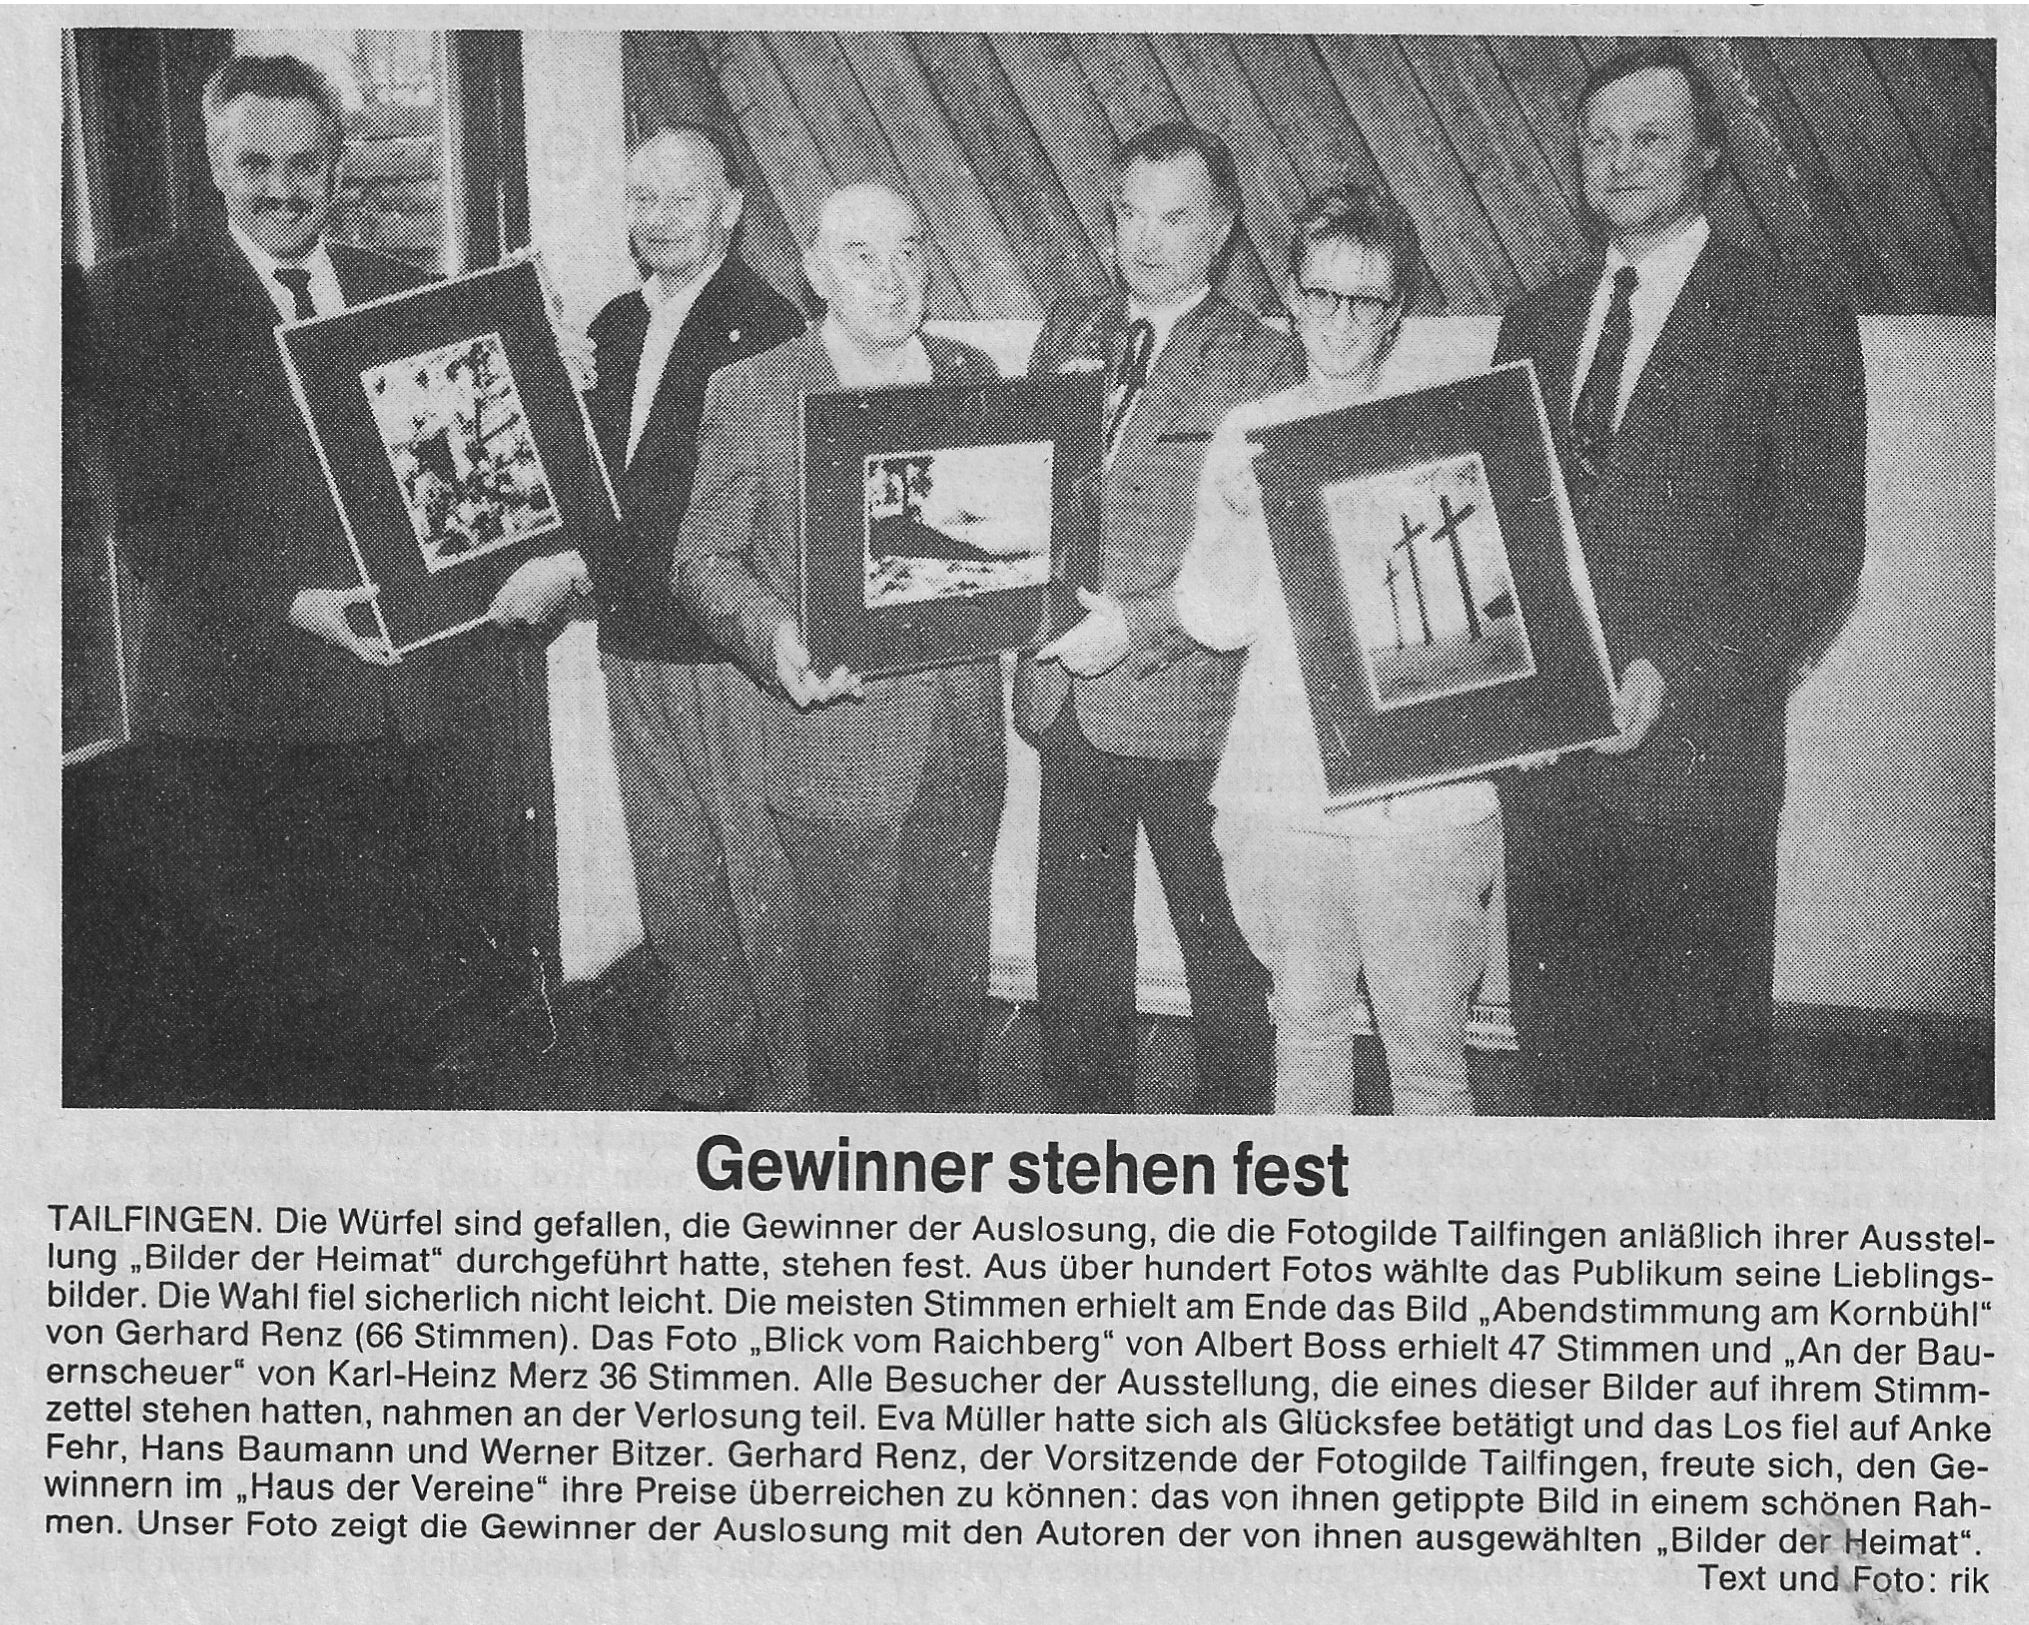 Gewinner stehen fest
TAILFINGEN. Die Würfel sind gefallen, die Gewinner der Auslosung, die die Fotogilde Tailfingen anläßlich ihrer Ausstel-
lung „Bilder der Heimat“ durchgeführt hatte, stehen fest. Aus über hundert Fotos wählte das Publikum seine Lieblings-
bilder. Die Wahl fiel sicherlich nicht leicht. Die meisten Stimmen erhielt am Ende das Bild „Abendstimmung am Kornbühl“
von Gerhard Renz (66 Stimmen). Das Foto „Blick vom Raichberg“ von Albert Boss erhielt 47 Stimmen und „An der Bau-
ernscheuer“ von Karl-Heinz Merz 36 Stimmen. Alle Besucher der Ausstellung, die eines dieser Bilder auf ihrem Stimm-
zettel stehen hatten, nahmen an der Verlosung teil. Eva Müller hatte sich als Glücksfee betätigt und das Los fiel auf Anke
Fehr, Hans Baumann und Werner Bitzer. Gerhard Renz, der Vorsitzende der Fotogilde Tailfingen, freute sich, den Ge-
winnern im „Haus der Vereine“ ihre Preise überreichen zu können: das von ihnen getippte Bild in einem schönen Rah-
men. Unser Foto zeigt die Gewinner der Auslosung mit den Autoren der von ihnen ausgewählten „Bilder der Heimat“.
Text und Foto: rik